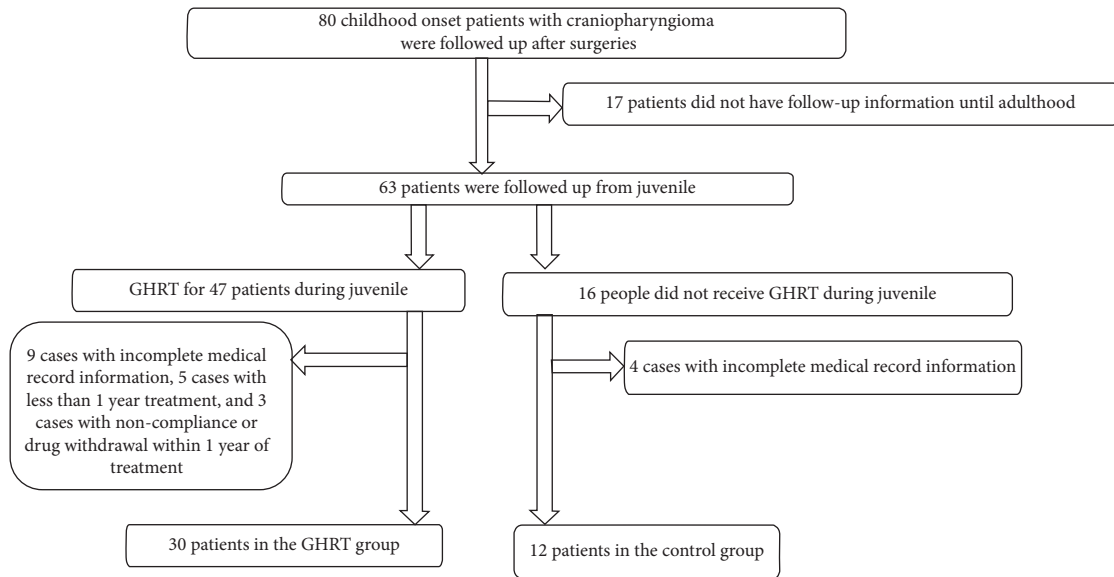 80 childhood onset patients with craniopharyngioma
were followed up after surgeries
17 patients did not have follow-up information until adulthood
63 patients were followed up from juvenile
GHRT for 47 patients during juvenile
16 people did not receive GHRT during juvenile
9 cases with incomplete medical
record information, 5 cases with
less than 1 year treatment, and 3
cases with non-compliance or
drug withdrawal within 1 year of
treatment
4 cases with incomplete medical record information
30 patients in the GHRT group
12 patients in the control group